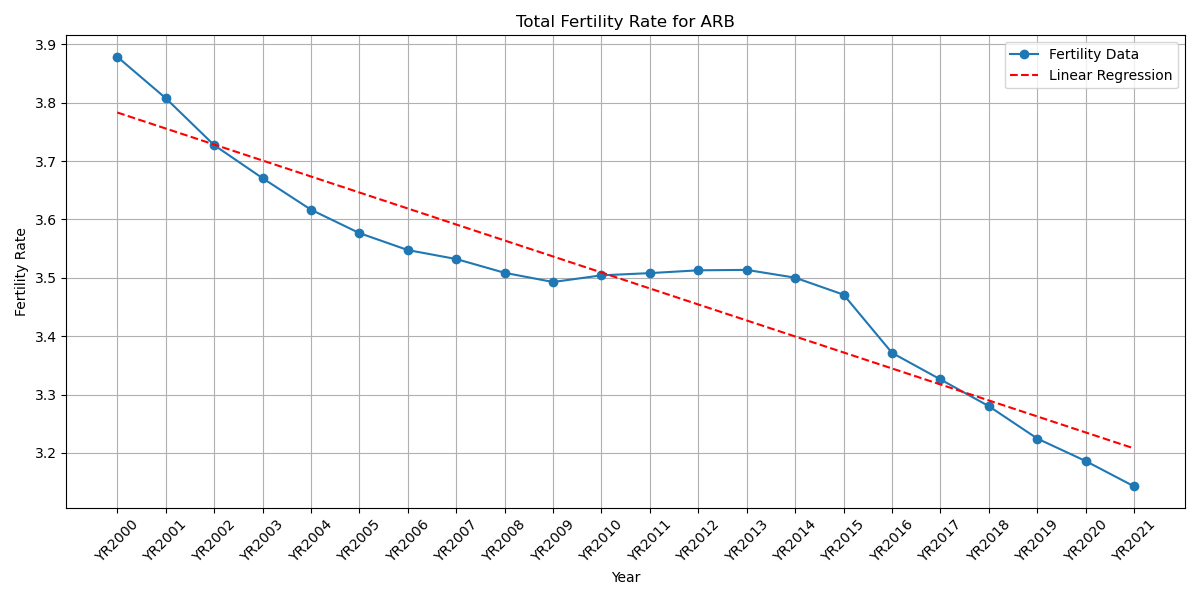 Total Fertility Rate for ARB
Fertility Data
Linear Regression
Fertility Rate
3.9
3.8
3.7
3.6
3.5
3.4
3.3
3.2
YR2000
YR2001
YR2002
YR2003
YR2004
YR2005
YR2006
YR2007
YR2008
YR2009
YR2010
YR2011
YR2012
YR2013
YR2014
YR2015
YR2016
YR2017
YR2018
YR2019
YR2020
YR2021
Year